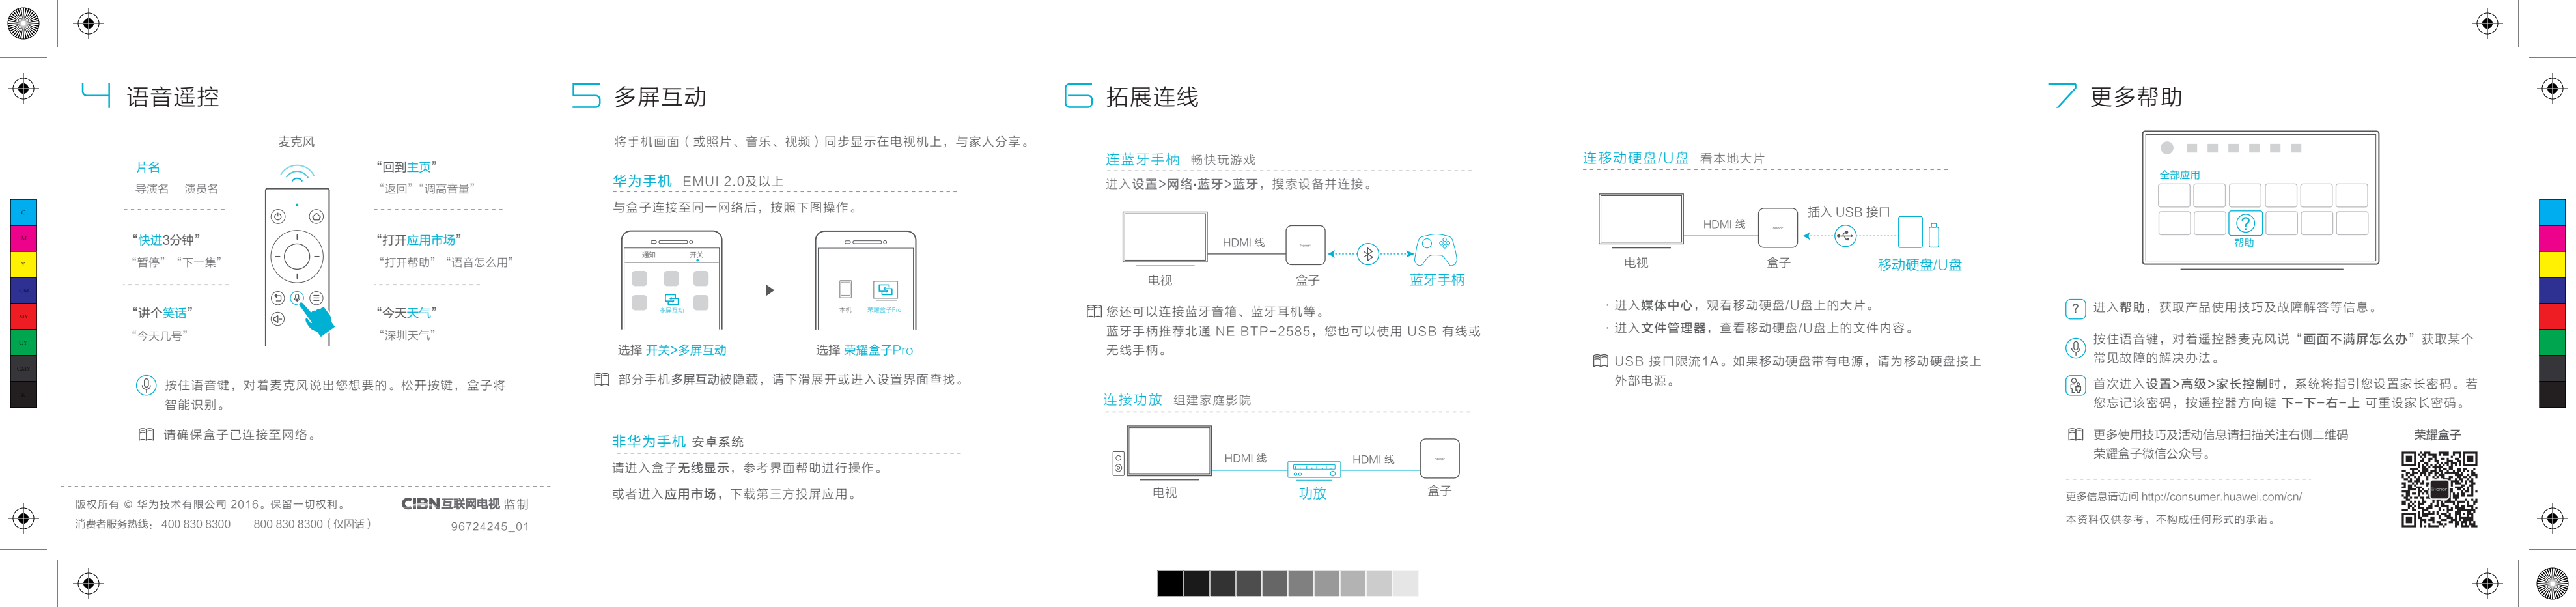 4 语音遥控
麦克风
片名
导演名 演员名
“快进3分钟”
“暂停” “下一集”
“讲个笑话”
“今天几号”
“回到主页”
“返回”“调高音量”
“打开应用市场”
“打开帮助” “语音怎么用”
“今天天气”
“深圳天气”
按住语音键，对着麦克风说出您想要的。松开按键，盒子将
智能识别。
请确保盒子已连接至网络。
版权所有 © 华为技术有限公司 2016。保留一切权利。
消费者服务热线： 400 830 8300 800 830 8300（仅固话）
CIBN互联网电视 监制
96724245_01
5 多屏互动
将手机画面（或照片、音乐、视频）同步显示在电视机上，与家人分享。
华为手机 EMUI 2.0及以上
与盒子连接至同一网络后，按照下图操作。
通知 开关
多屏互动
本机 荣耀盒子Pro
选择 开关>多屏互动
选择 荣耀盒子Pro
部分手机多屏互动被隐藏，请下滑展开或进入设置界面查找。
非华为手机 安卓系统
请进入盒子无线显示，参考界面帮助进行操作。
或者进入应用市场，下载第三方投屏应用。
6 拓展连线
连蓝牙手柄 畅快玩游戏
进入设置>网络·蓝牙>蓝牙，搜索设备并连接。
HDMI 线
电视 盒子 蓝牙手柄
您还可以连接蓝牙音箱、蓝牙耳机等。
蓝牙手柄推荐北通 NE BTP-2585，您也可以使用 USB 有线或
无线手柄。
连接功放 组建家庭影院
HDMI 线 HDMI 线
电视 功放 盒子
连移动硬盘/U盘 看本地大片
HDMI 线 插入 USB 接口
电视 盒子 移动硬盘/U盘
· 进入媒体中心，观看移动硬盘/U盘上的大片。
· 进入文件管理器，查看移动硬盘/U盘上的文件内容。
USB 接口限流1A。如果移动硬盘带有电源，请为移动硬盘接上
外部电源。
7 更多帮助
全部应用
?
帮助
? 进入帮助，获取产品使用技巧及故障解答等信息。
按住语音键，对着遥控器麦克风说“画面不满屏怎么办”获取某个
常见故障的解决办法。
首次进入设置>高级>家长控制时，系统将指引您设置家长密码。若
您忘记该密码，按遥控器方向键 下-下-右-上 可重设家长密码。
更多使用技巧及活动信息请扫描关注右侧二维码
荣耀盒子微信公众号。
荣耀盒子
更多信息请访问 http://consumer.huawei.com/cn/
本资料仅供参考，不构成任何形式的承诺。
C
M
Y
CM
MY
CY
CMY
K